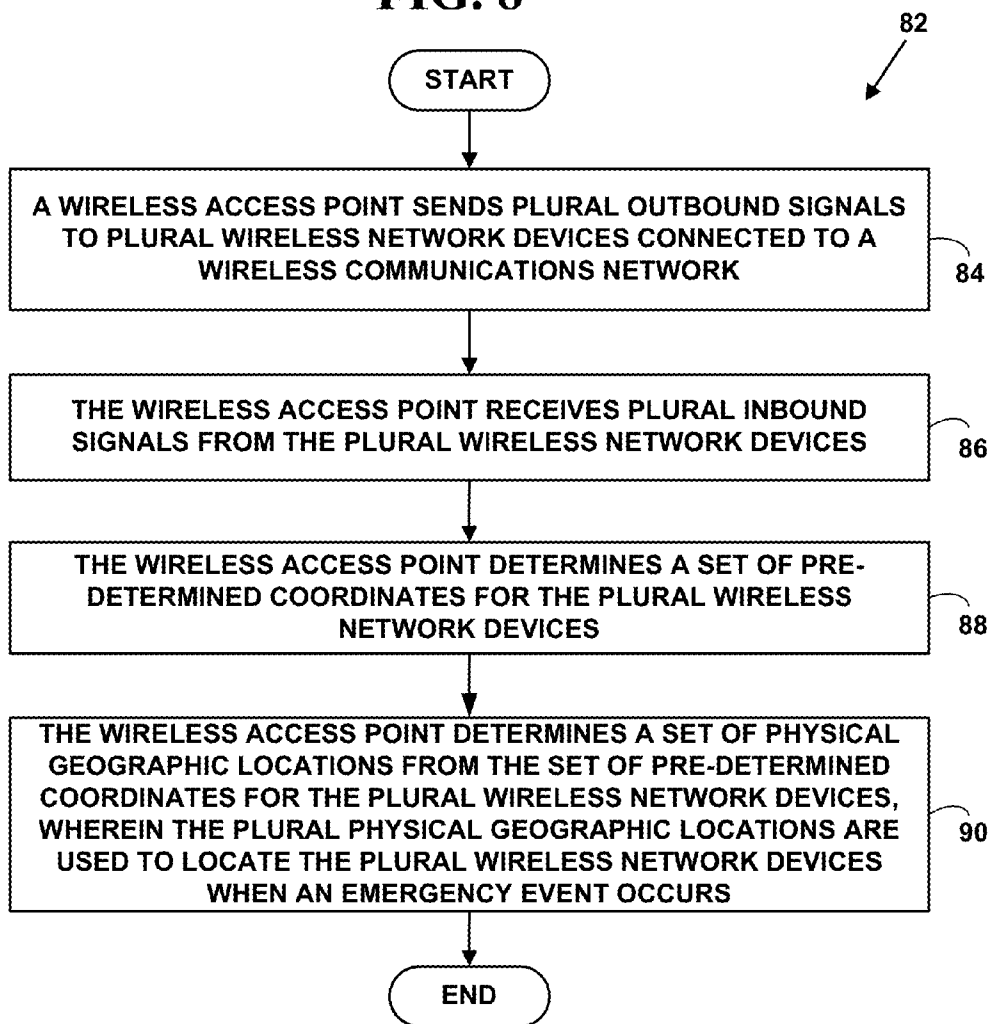 82
START
A WIRELESS ACCESS POINT SENDS PLURAL OUTBOUND SIGNALS
TO PLURAL WIRELESS NETWORK DEVICES CONNECTED TO A
WIRELESS COMMUNICATIONS NETWORK
84
THE WIRELESS ACCESS POINT RECEIVES PLURAL INBOUND
SIGNALS FROM THE PLURAL WIRELESS NETWORK DEVICES
86
THE WIRELESS ACCESS POINT DETERMINES A SET OF PRE-
DETERMINED COORDINATES FOR THE PLURAL WIRELESS
NETWORK DEVICES
88
THE WIRELESS ACCESS POINT DETERMINES A SET OF PHYSICAL
GEOGRAPHIC LOCATIONS FROM THE SET OF PRE-DETERMINED
COORDINATES FOR THE PLURAL WIRELESS NETWORK DEVICES,
WHEREIN THE PLURAL PHYSICAL GEOGRAPHIC LOCATIONS ARE
USED TO LOCATE THE PLURAL WIRELESS NETWORK DEVICES
WHEN AN EMERGENCY EVENT OCCURS
90
END